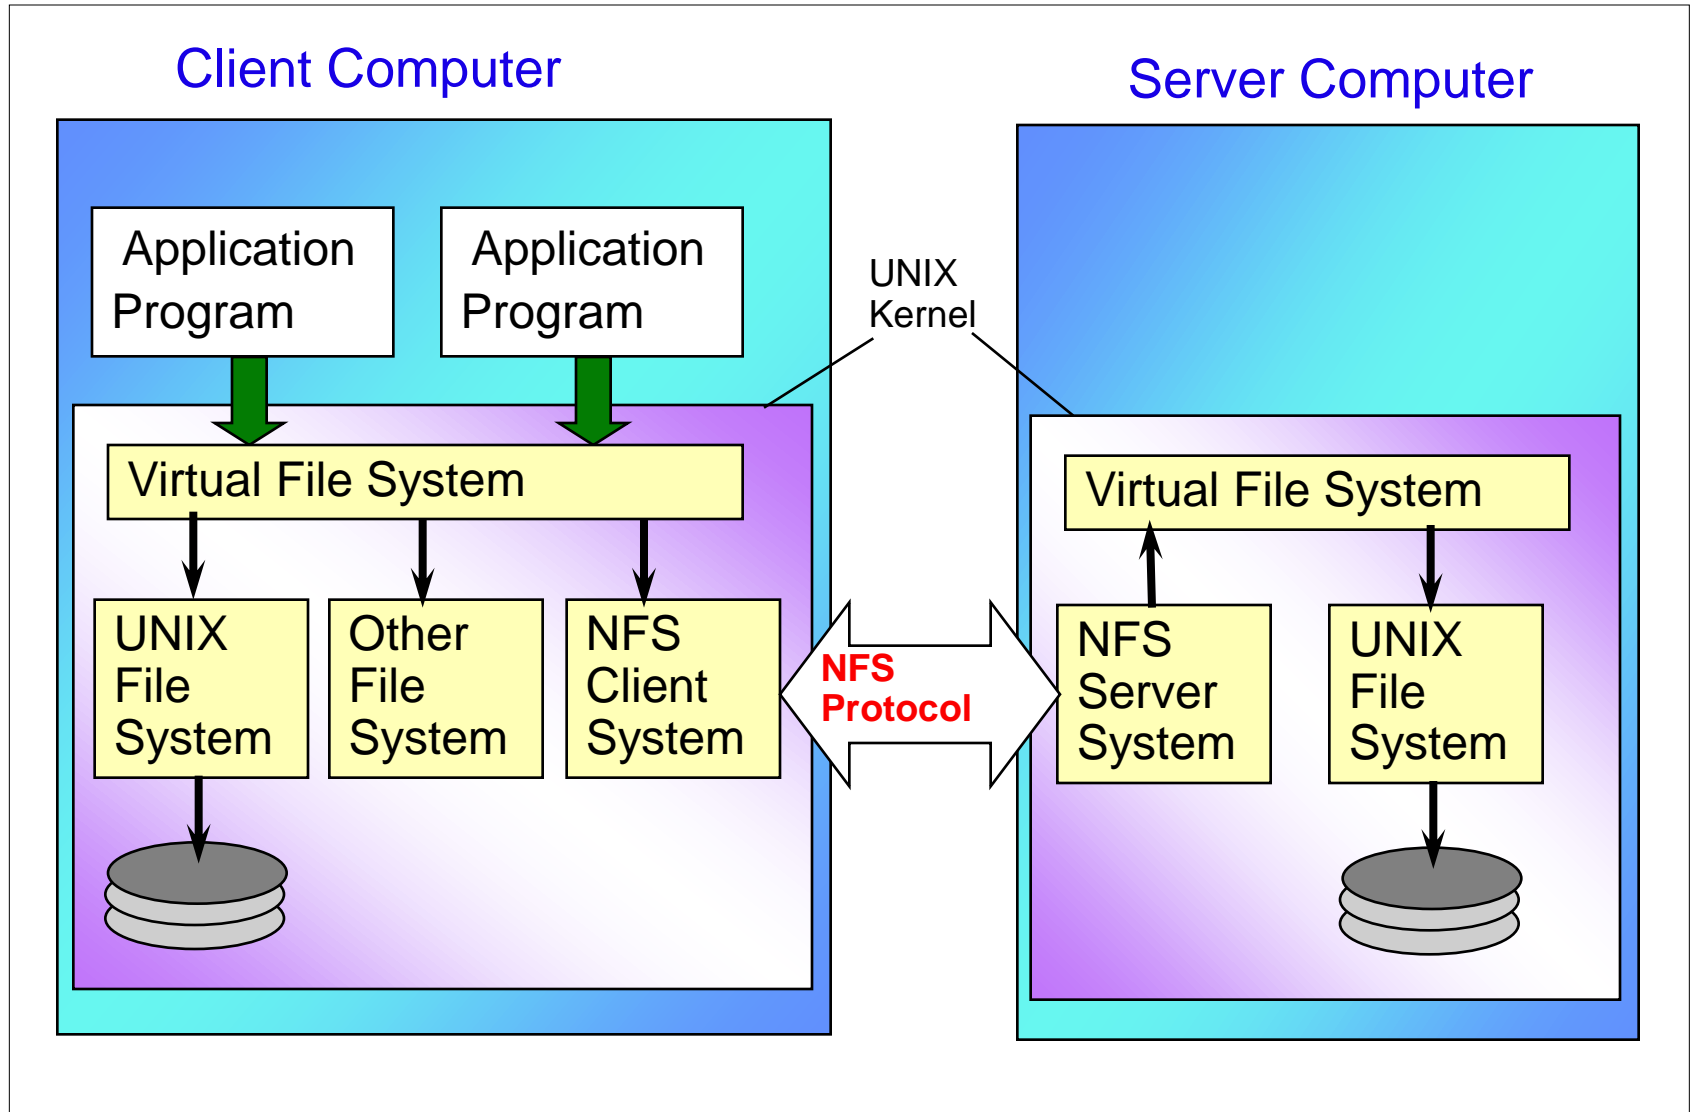 Client Computer
Server Computer
Application
Program
Application
Program
UNIX
Kernel
Virtual File System
Virtual File System
UNIX
File
System
Other
File
System
NFS
Client
System
NFS
Protocol
NFS
Server
System
UNIX
File
System